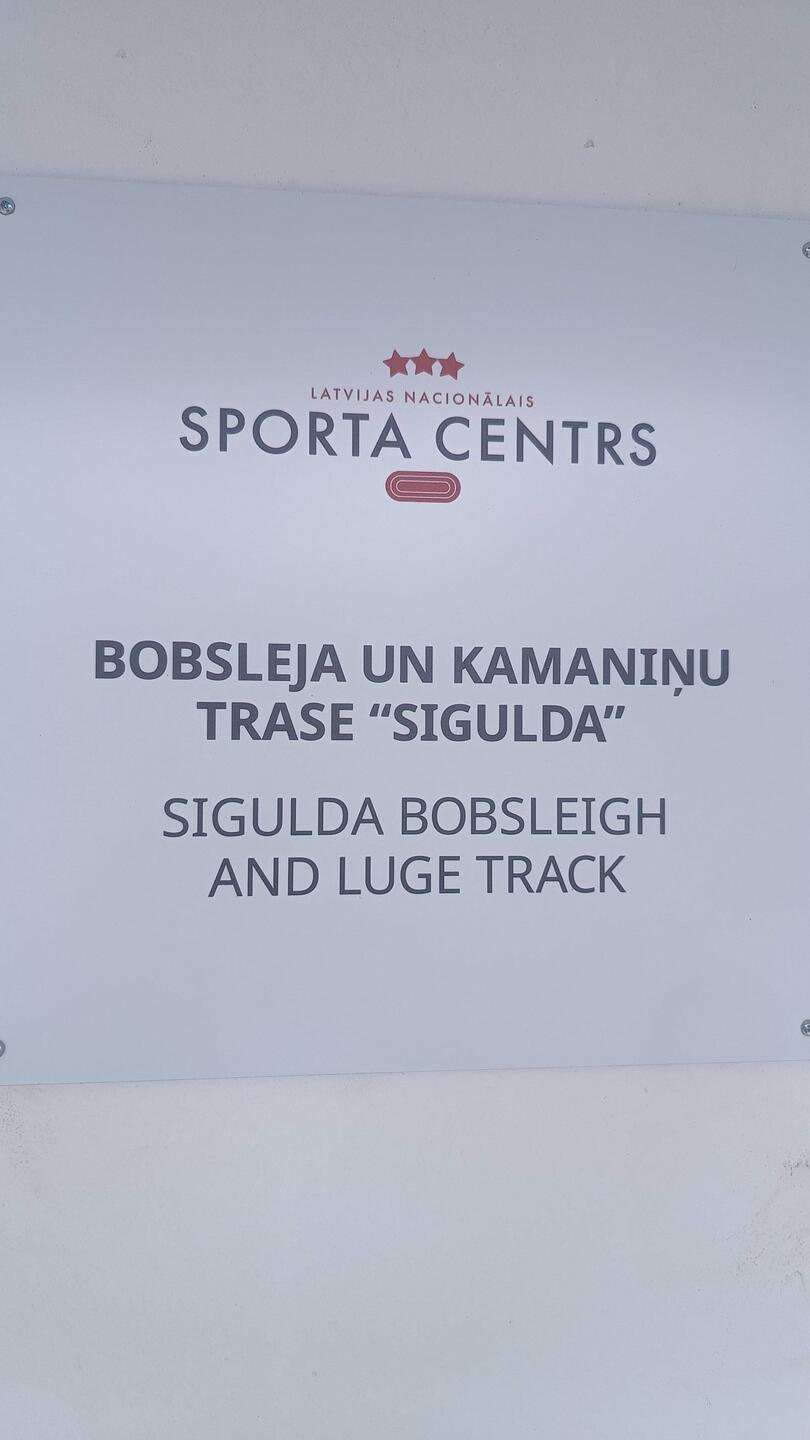 LATVIJAS NACIONĀLAIS
SPORTA CENTRS
BOBSLEJA UN KAMANIŅU
TRASE “SIGULDA”
SIGULDA BOBSLEIGH
AND LUGE TRACK